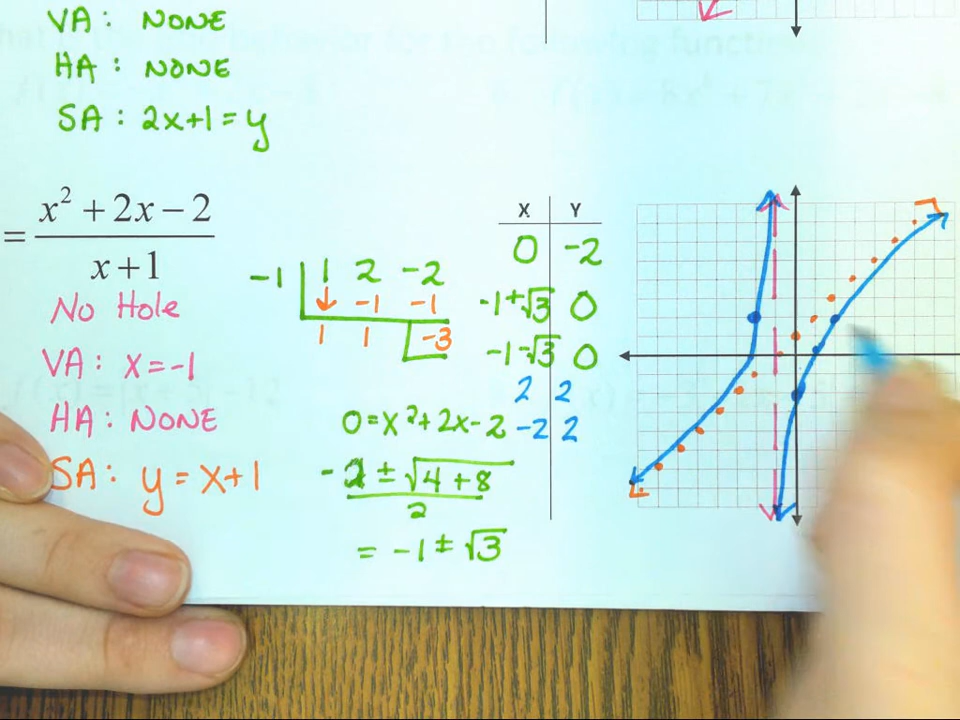 VA: NONE
HA: NONE
SA: 2x+1=y
= x² + 2x − 2
x + 1
No Hole
VA: x=-1
HA: NONE
SA: y = x+1
-1 1 2 -2
↓ -1 -1
1 1 -3
0=x²+2x-2
-2 ± √4+8
2
= -1 ± √3
X Y
0 -2
-1+√3 0
-1-√3 0
2 2
-2 2